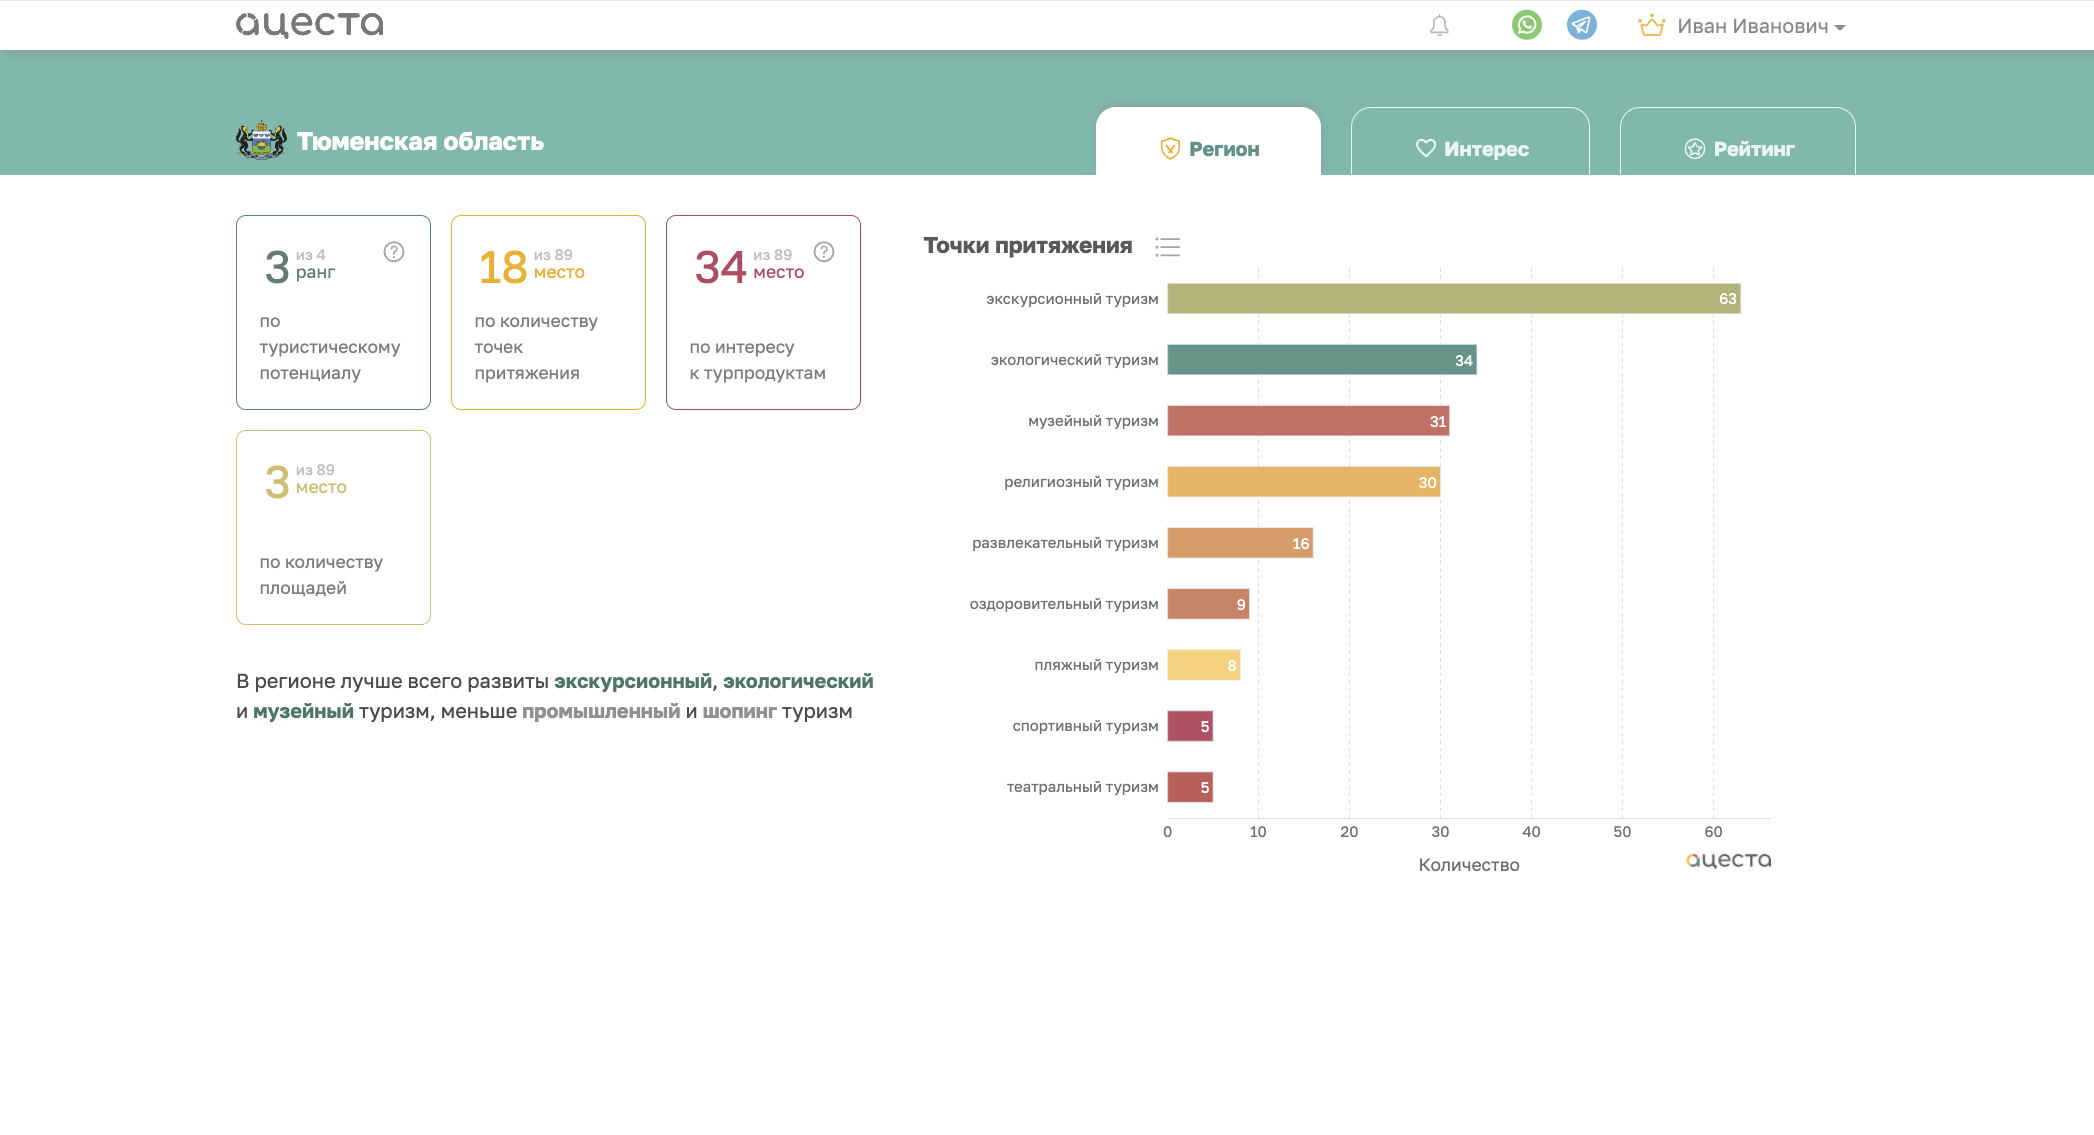 ацеста
Иван Иванович
Тюменская область
Регион
Интерес
Рейтинг
3 из 4 ранг
по
туристическому
потенциалу
18 из 89 место
по количеству
точек
притяжения
34 из 89 место
по интересу
к турпродуктам
3 из 89 место
по количеству
площадей
В регионе лучше всего развиты экскурсионный, экологический
и музейный туризм, меньше промышленный и шопинг туризм
Точки притяжения
экскурсионный туризм 63
экологический туризм 34
музейный туризм 31
религиозный туризм 30
развлекательный туризм 16
оздоровительный туризм 9
пляжный туризм 8
спортивный туризм 5
театральный туризм 5
0 10 20 30 40 50 60
Количество
ацеста